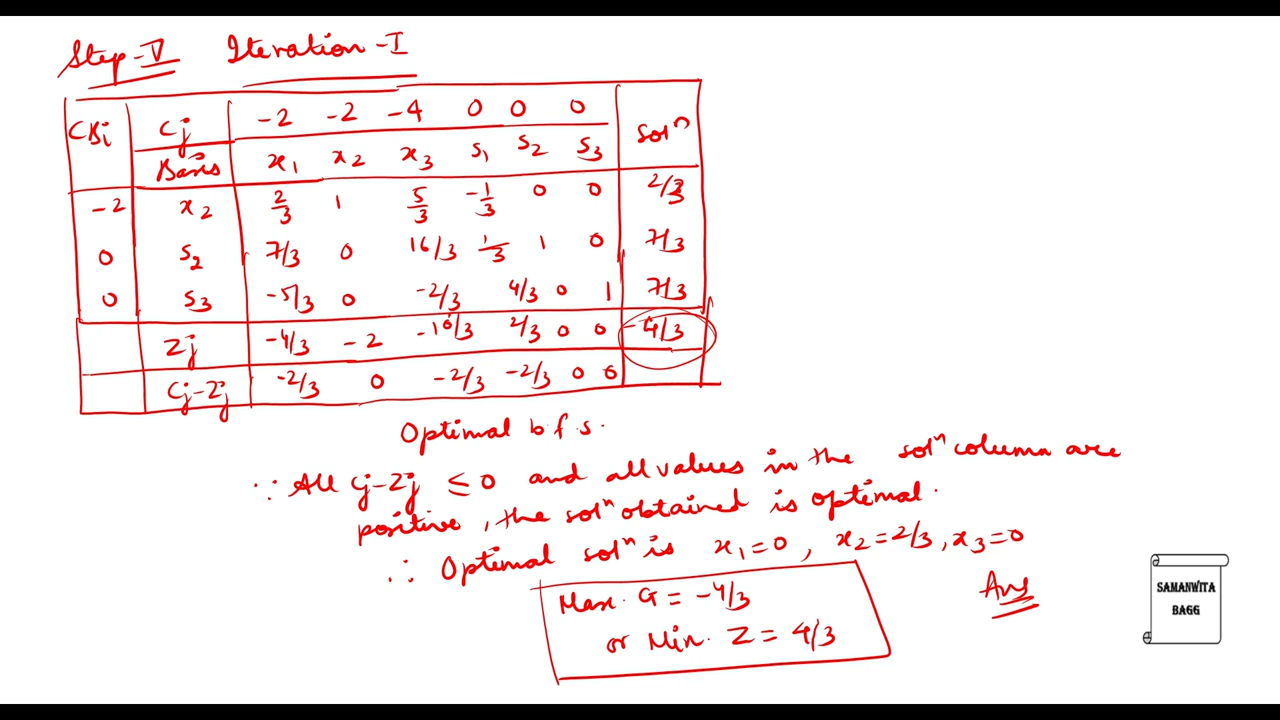 Step-V Iteration-I
CBi Cj -2 -2 -4 0 0 0 Solⁿ
Basis x₁ x₂ x₃ s₁ s₂ s₃
-2 x₂ 2/3 1 5/3 -1/3 0 0 2/3
0 s₂ 7/3 0 16/3 1/3 1 0 7/3
0 s₃ -5/3 0 -2/3 4/3 0 1 7/3
Zj -4/3 -2 -10/3 2/3 0 0 -4/3
Cj-Zj -2/3 0 -2/3 -2/3 0 0
Optimal b.f.s.
∵ All Cj-Zj ≤ 0 and all values in the solⁿ column are
positive, the solⁿ obtained is optimal.
∴ Optimal solⁿ is x₁=0, x₂=2/3, x₃=0
Ans
Max. G = -4/3
or Min. Z = 4/3
SAMANWITA
BAGG